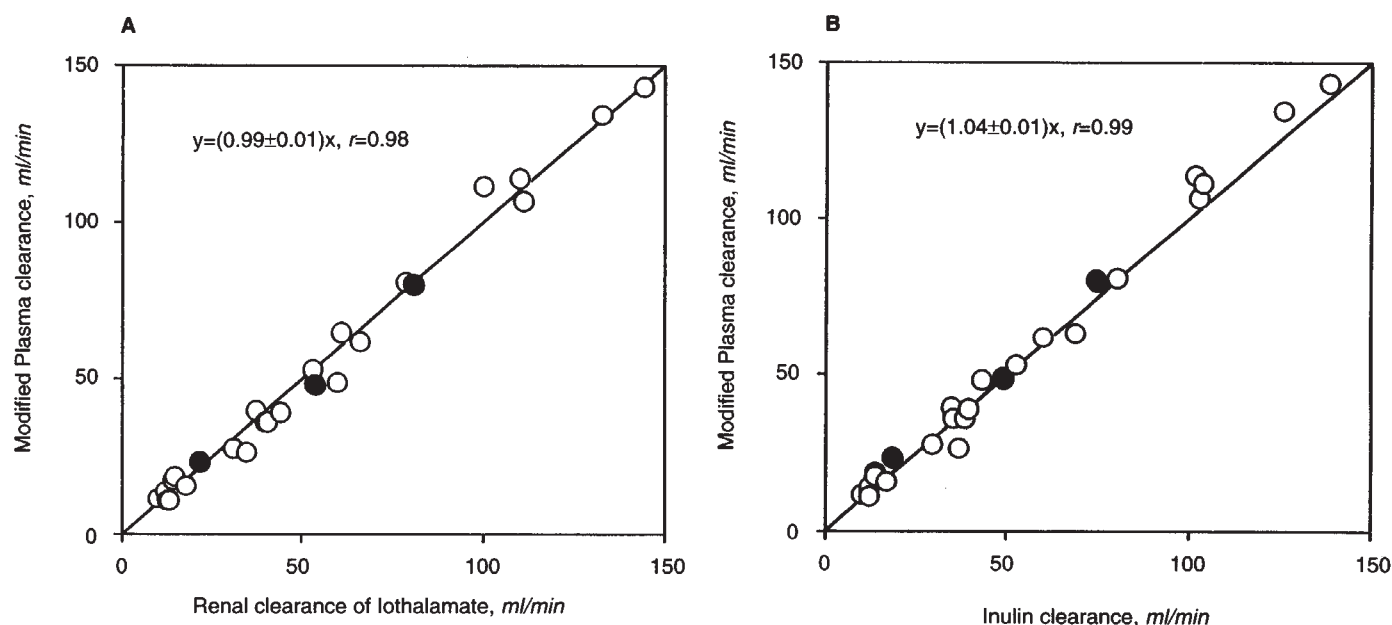 A
Modified Plasma clearance, ml/min
150
100
50
0
y=(0.99±0.01)x, r=0.98
0 50 100 150
Renal clearance of Iothalamate, ml/min
B
Modified Plasma clearance, ml/min
150
100
50
0
y=(1.04±0.01)x, r=0.99
0 50 100 150
Inulin clearance, ml/min